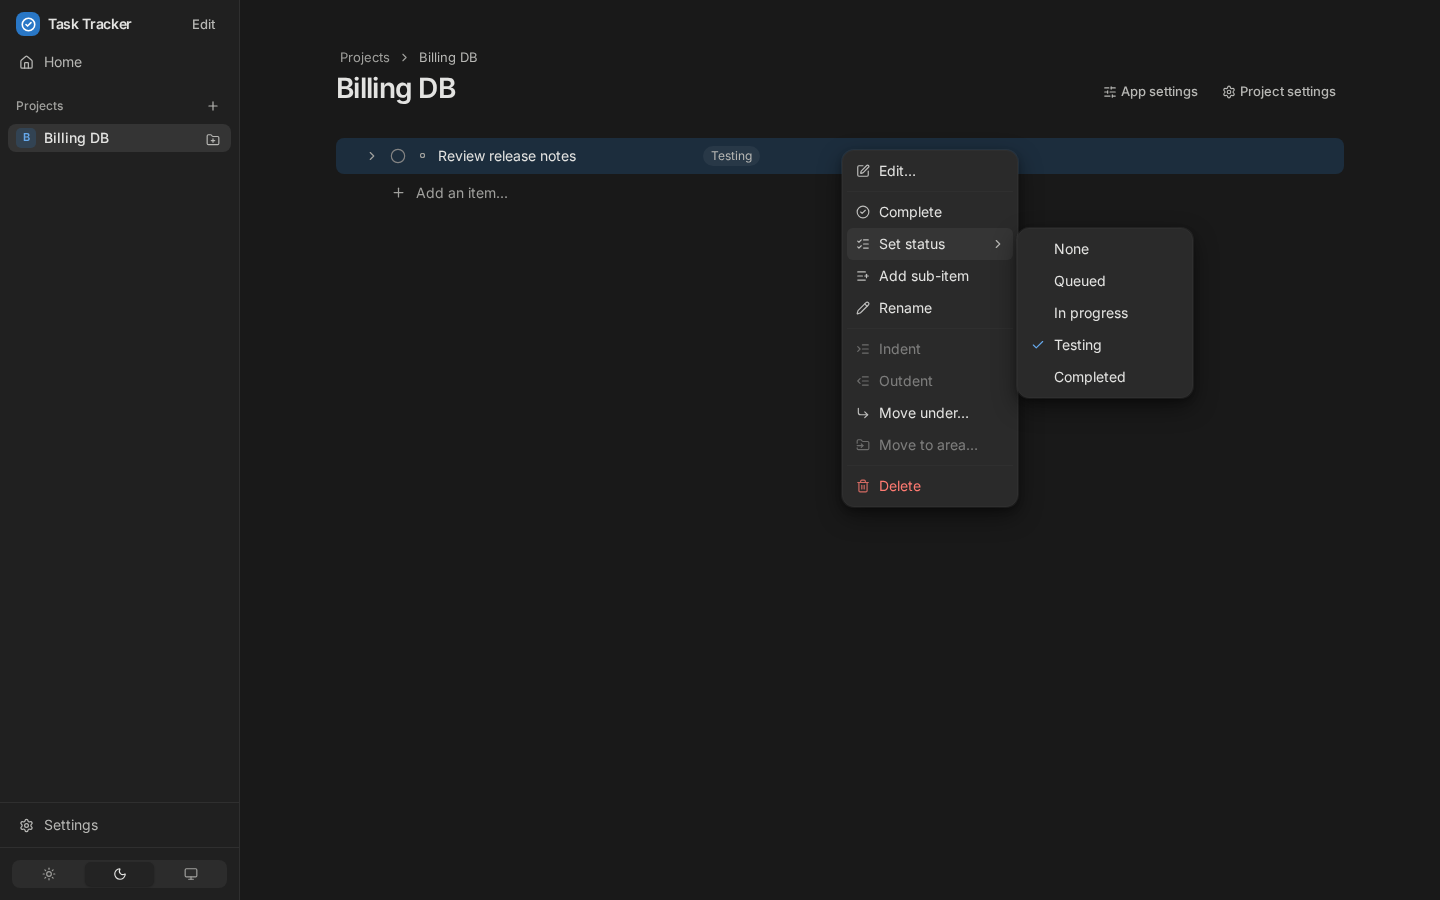 Task Tracker
Edit
Home
Projects
B
Billing DB
Settings
Projects
Billing DB
Billing DB
App settings
Project settings
Review release notes
Testing
Add an item...
Edit...
Complete
Set status
Add sub-item
Rename
Indent
Outdent
Move under...
Move to area...
Delete
None
Queued
In progress
Testing
Completed